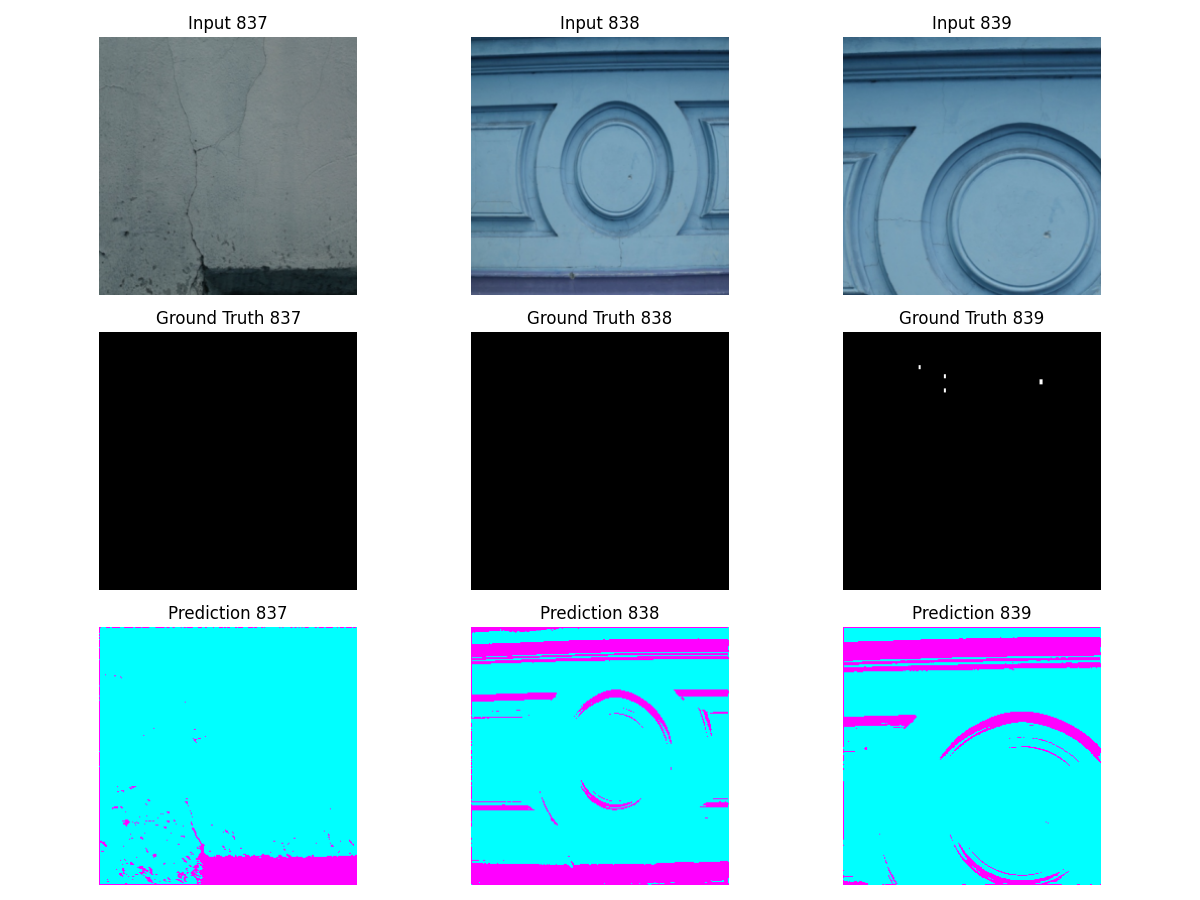 Input 837
Input 838
Input 839
Ground Truth 837
Ground Truth 838
Ground Truth 839
Prediction 837
Prediction 838
Prediction 839